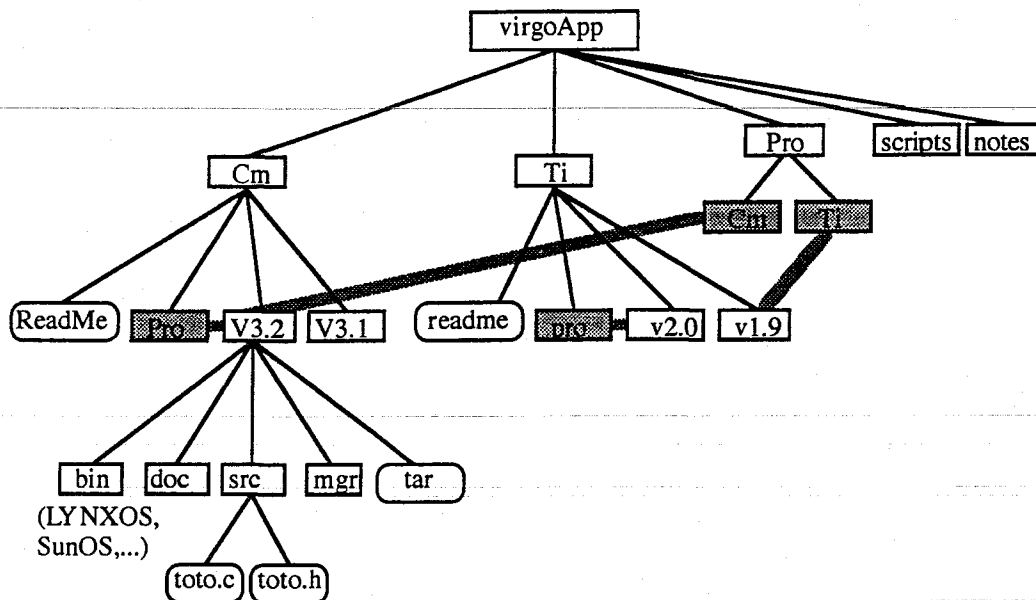 virgoApp
Pro
scripts
notes
Cm
Ti
Cm
Ti
ReadMe
Pro
V3.2
V3.1
readme
pro
v2.0
v1.9
bin
doc
src
mgr
tar
(LYNXOS,
SunOS,...)
toto.c
toto.h